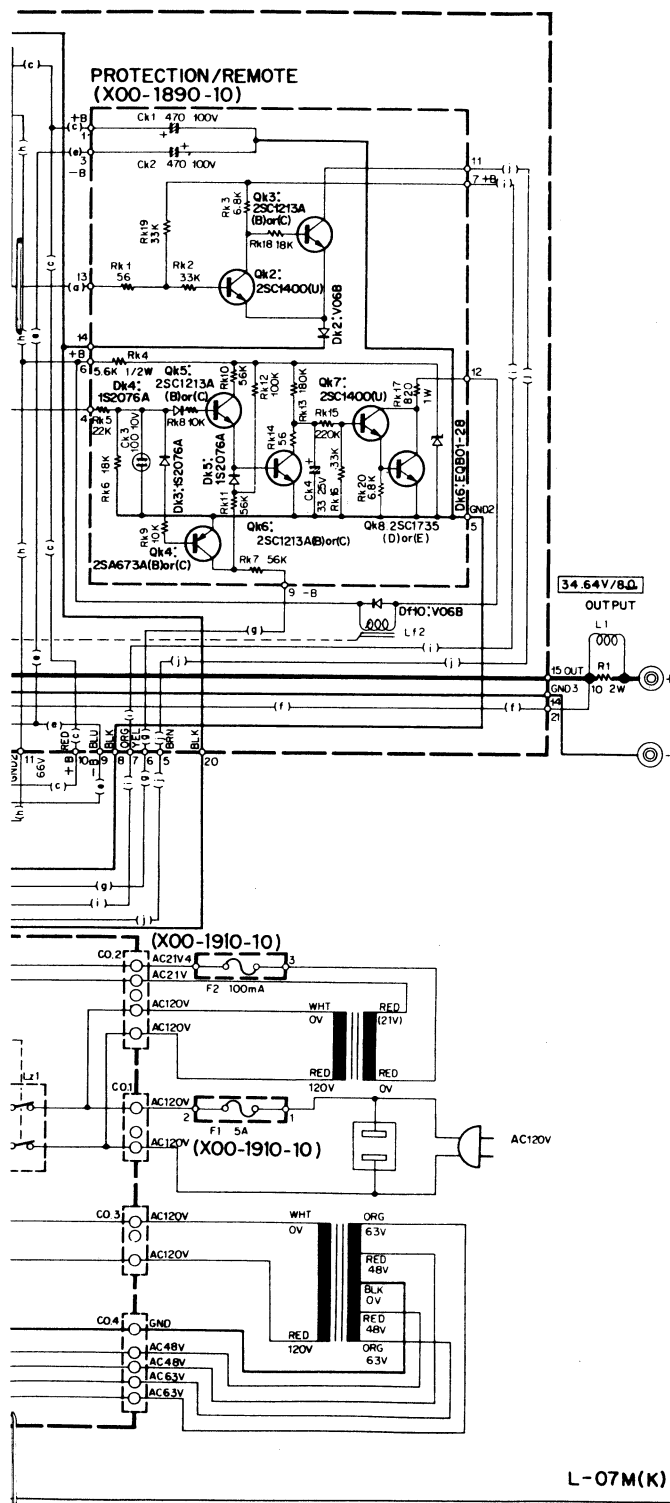 (c)
PROTECTION/REMOTE
(X00-1890-10)
+B
(c)
1
Ck1 470 100V
+
(e)
3
-B
Ck2 470 100V
+
11
(j)
7 +B
(i)
(j)
(h)
(c)
Rk19
33K
Rk3
6.8K
Qk3:
2SC1213A
(B)or(C)
Rk18 18K
13
(a)
Rk1
56
Rk2
33K
Qk2:
2SC1400(U)
Dk2:V06B
(e)
(h)
14
+B
6
Rk4
5.6K 1/2W
12
(i)
(j)
4
Rk5
22K
Dk4:
1S2076A
Qk5:
2SC1213A
(B)or(C)
Rk8 10K
Rk10
56K
Rk12
100K
Rk13
180K
Qk7:
2SC1400(U)
Rk17
820
1W
Rk15
220K
Ck3
100 10V
Rk6 18K
Dk3:1S2076A
Dk5:
1S2076A
Rk14
56
Ck4
33 25V
+
Rk16 33K
Rk20
6.8K
Dk6:EQB01-28
Rk11
56K
Rk9
10K
Qk4:
2SA673A(B)or(C)
Qk6:
2SC1213A(B)or(C)
Qk8:2SC1735
(D)or(E)
GND2
5
Rk7 56K
(h)
9 -B
Df10:V06B
34.64V/8Ω
OUTPUT
L1
(g)
Lf2
(i)
(j)
(c)
(e)
15 OUT
R1
10 2W
+
GND3
14
(f)
(f)
21
(e)
GND2
11
66V
RED
(c)
+B
10
BLU
-B
9
BLK
8
ORG
(i)
7
YEL
(g)
6
BRN
(j)
5
BLK
20
-
(c)
(e)
(i)
(g)
(j)
(h)
(g)
(i)
(j)
(X00-1910-10)
CO.2
AC21V
4
3
AC21V
F2 100mA
AC120V
WHT
0V
RED
(21V)
AC120V
RED
120V
RED
0V
Lz1
CO.1
AC120V
2
1
F1 5A
AC120V
(X00-1910-10)
AC120V
CO.3
AC120V
WHT
0V
ORG
63V
AC120V
RED
48V
BLK
0V
RED
48V
CO.4
GND
RED
120V
ORG
63V
AC48V
AC48V
AC63V
AC63V
L-07M(K)